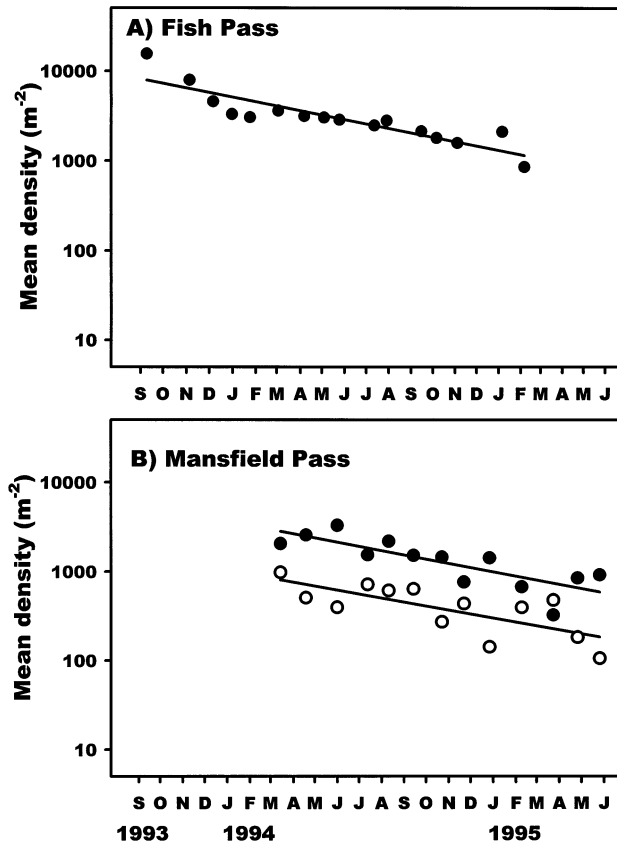 A) Fish Pass
Mean density (m-2)
10000
1000
100
10
S O N D J F M A M J J A S O N D J F M A M J
B) Mansfield Pass
Mean density (m-2)
10000
1000
100
10
S O N D J F M A M J J A S O N D J F M A M J
1993 1994 1995